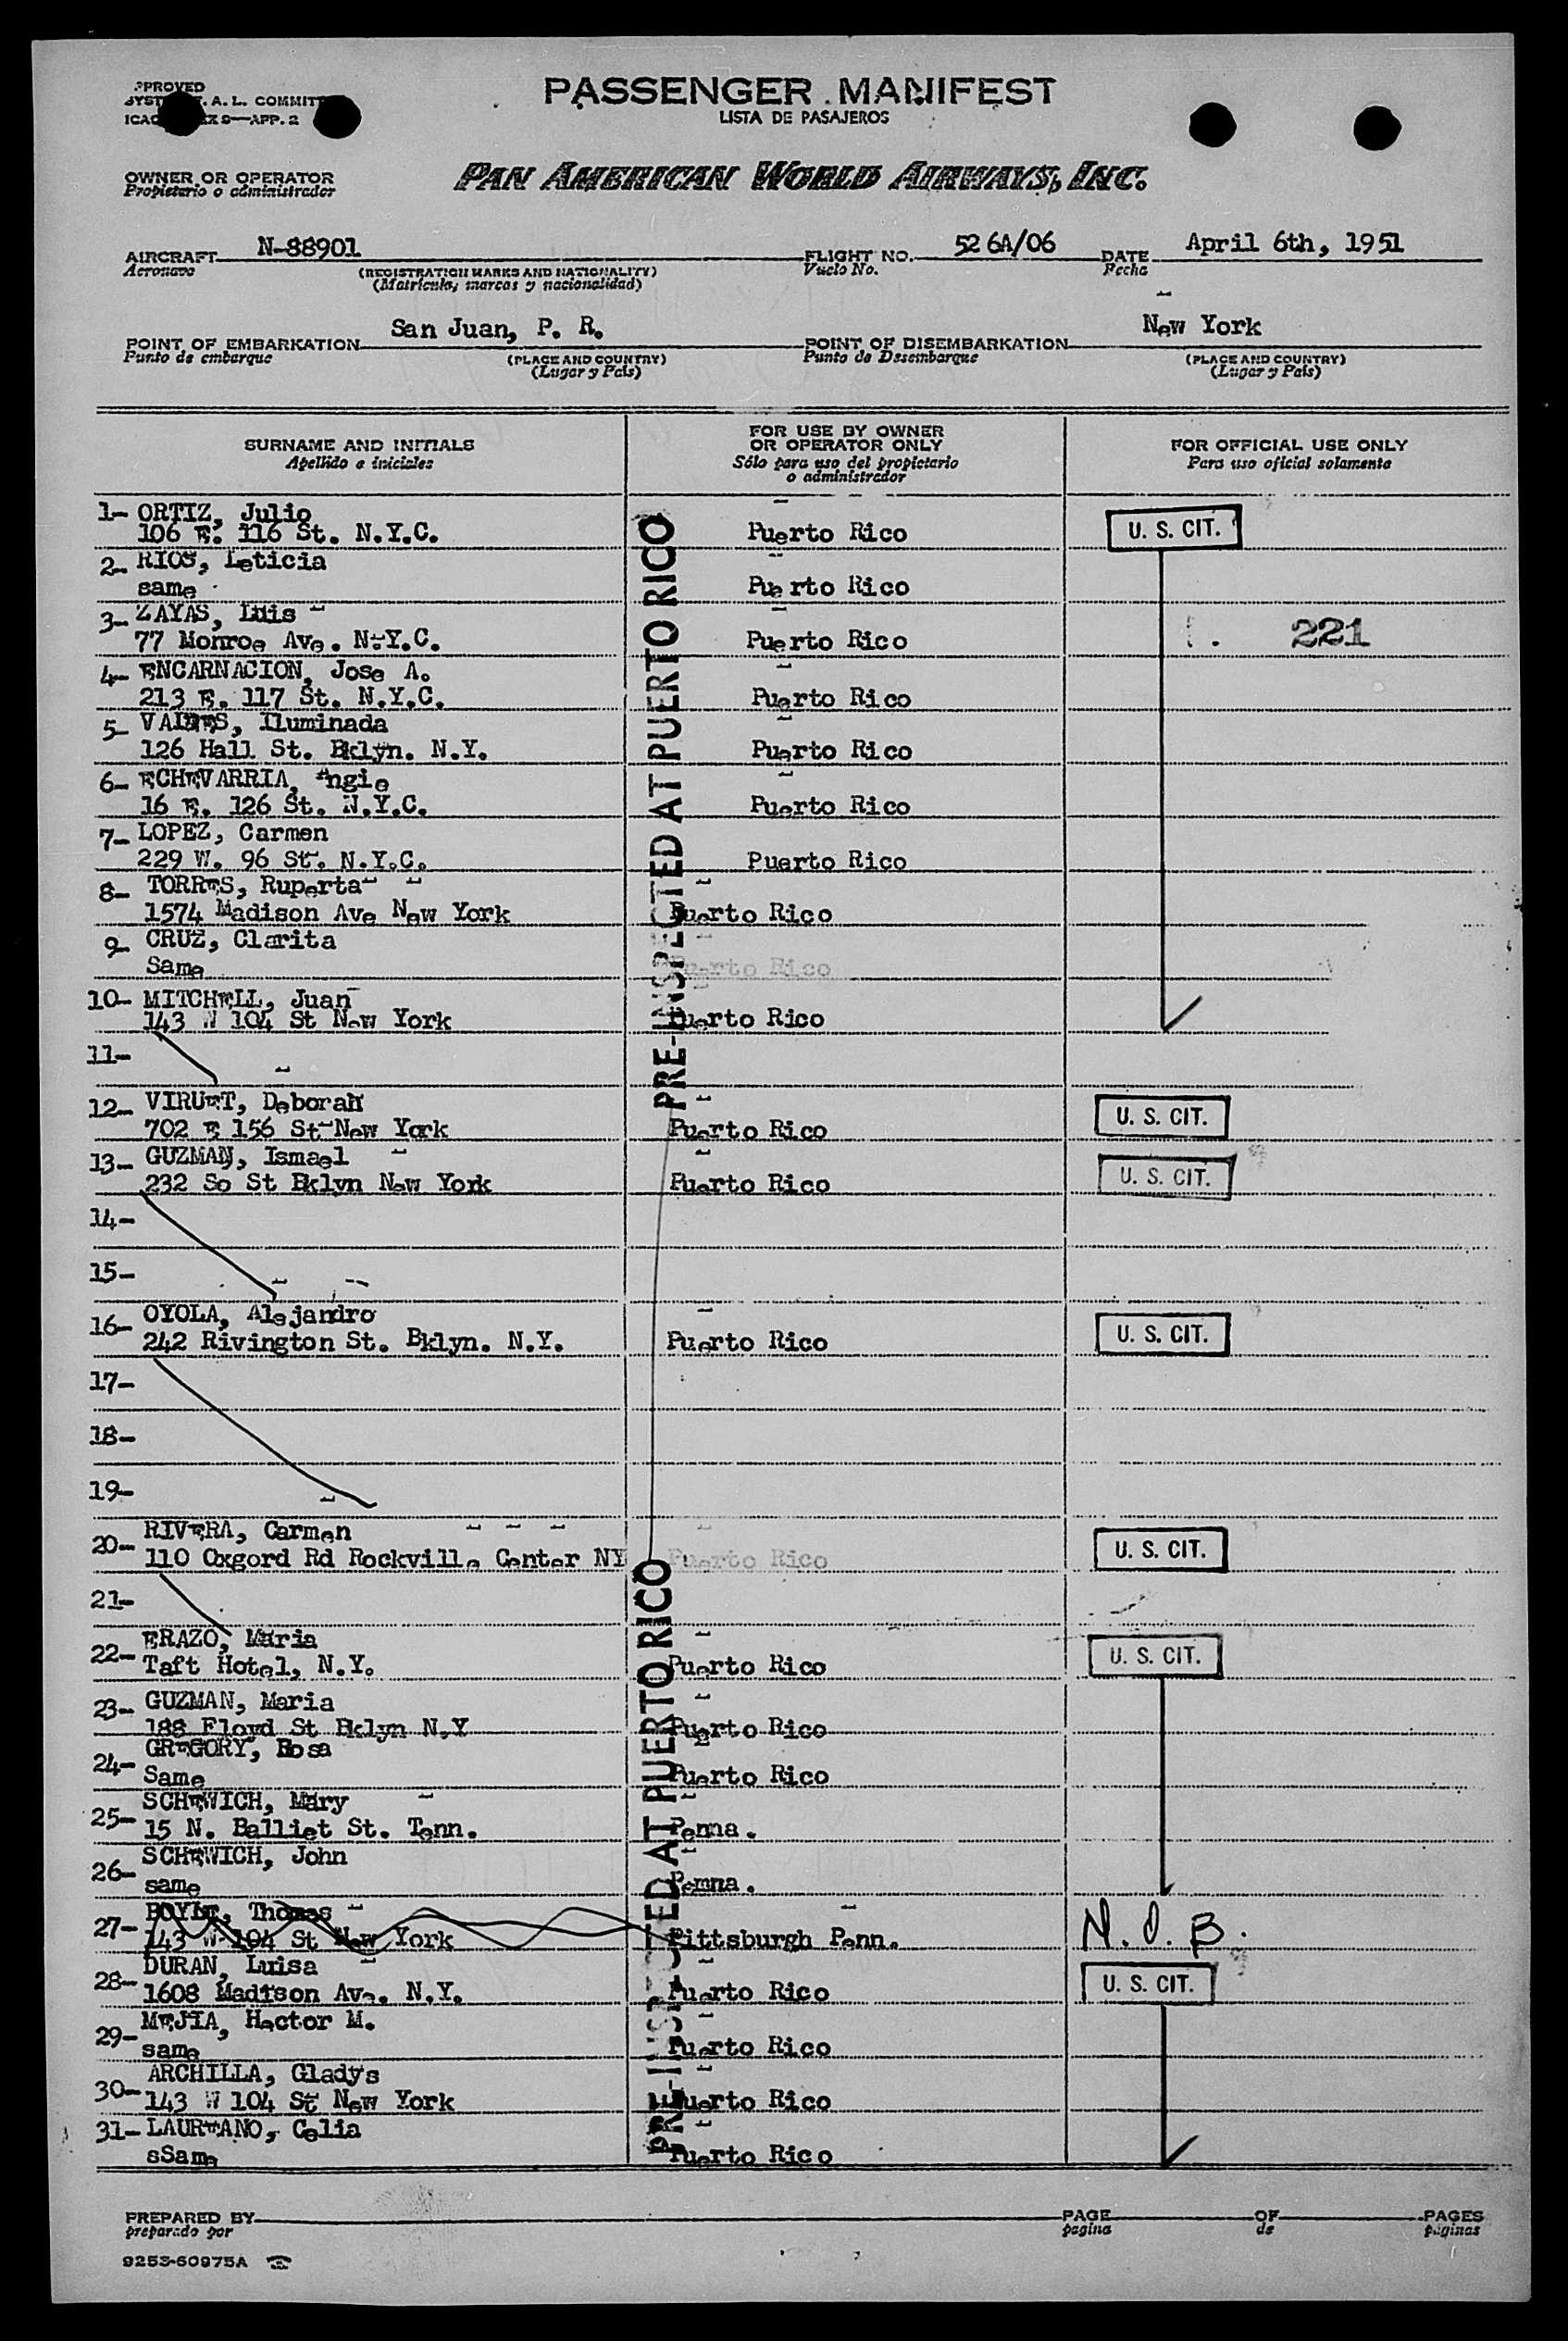 PASSENGER MANIFEST
LISTA DE PASAJEROS
A. L. COMMIT
APP. 2
OWNER OR OPERATOR
Propietario o administrador
PAN AMERICAN WORLD AIRWAYS, INC.
AIRCRAFT N-88901 FLIGHT NO. 526A/06 DATE April 6th, 1951
Aeronave (REGISTRATION MARKS AND NATIONALITY) Vuelo No. Fecha
(Matricula, marcas y nacionalidad)
POINT OF EMBARKATION San Juan, P. R. POINT OF DISEMBARKATION New York
Punto de embarque (PLACE AND COUNTRY) Punto de Desembarque (PLACE AND COUNTRY)
(Lugar y País) (Lugar y País)
SURNAME AND INITIALS FOR USE BY OWNER OR OPERATOR ONLY FOR OFFICIAL USE ONLY
Apellido e iniciales Sólo para uso del propietario o administrador Para uso oficial solamente
PRE-INSPECTED AT PUERTO RICO
1- ORTIZ, Julio
106 E. 116 St. N.Y.C. Puerto Rico U. S. CIT.
2- RIOS, Leticia
same Puerto Rico
3- ZAYAS, Luis
77 Monroe Ave. N.Y.C. Puerto Rico 221
4- ENCARNACION, Jose A.
213 E. 117 St. N.Y.C. Puerto Rico
5- VALDES, Iluminada
126 Hall St. Bklyn. N.Y. Puerto Rico
6- ECHEVARRIA, Angie
16 E. 126 St. N.Y.C. Puerto Rico
7- LOPEZ, Carmen
229 W. 96 St. N.Y.C. Puerto Rico
8- TORRES, Ruperta
1574 Madison Ave New York Puerto Rico
9- CRUZ, Clarita
Same Puerto Rico
10- MITCHELL, Juan
143 W 104 St New York Puerto Rico
11-
12- VIRUET, Deborah
702 E 156 St New York Puerto Rico U. S. CIT.
13- GUZMAN, Ismael
232 So St Bklyn New York Puerto Rico U. S. CIT.
14-
15-
16- OYOLA, Alejandro
242 Rivington St. Bklyn. N.Y. Puerto Rico U. S. CIT.
17-
18-
19-
20- RIVERA, Carmen
110 Oxgord Rd Rockville Center NY Puerto Rico U. S. CIT.
PRE-INSPECTED AT PUERTO RICO
21-
22- ERAZO, Maria
Taft Hotel, N.Y. Puerto Rico U. S. CIT.
23- GUZMAN, Maria
188 Floyd St Bklyn N.Y Puerto Rico
24- GREGORY, Rosa
Same Puerto Rico
25- SCHEWICH, Mary
15 N. Balliet St. Tenn. Penna.
26- SCHEWICH, John
same Penna.
27- BOYLE, Thomas
143 W 104 St New York Pittsburgh Penn. N. O. B.
28- DURAN, Luisa
1608 Madison Ave. N.Y. Puerto Rico U. S. CIT.
29- MEJIA, Hector M.
same Puerto Rico
30- ARCHILLA, Gladys
143 W 104 St New York Puerto Rico
31- LAUREANO, Celia
sSame Puerto Rico
PREPARED BY PAGE OF PAGES
preparado por pagina de páginas
9253-60975A